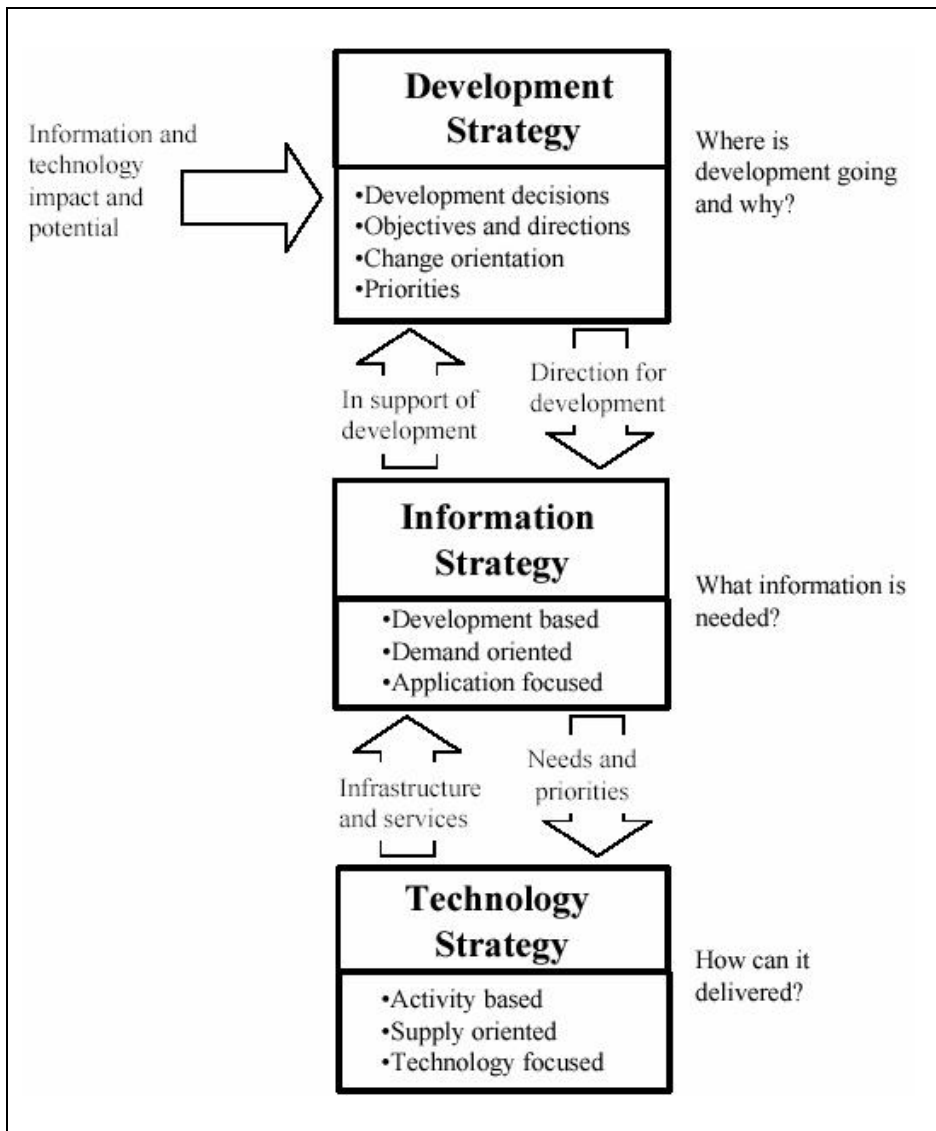 Development
Strategy
Information and
technology
impact and
potential
Where is
development going
and why?
•Development decisions
•Objectives and directions
•Change orientation
•Priorities
In support of
development
Direction for
development
Information
Strategy
What information is
needed?
•Development based
•Demand oriented
•Application focused
Infrastructure
and services
Needs and
priorities
Technology
Strategy
How can it
delivered?
•Activity based
•Supply oriented
•Technology focused